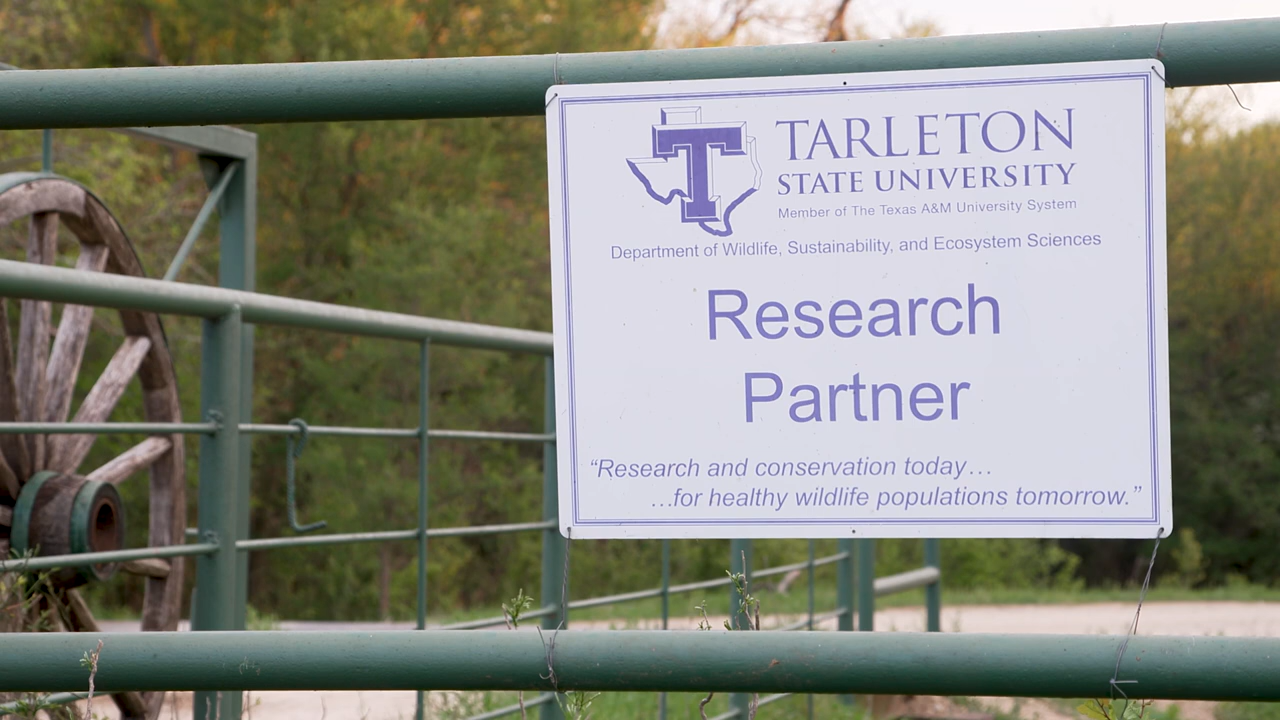 T
TARLETON
STATE UNIVERSITY
Member of The Texas A&M University System
Department of Wildlife, Sustainability, and Ecosystem Sciences
Research
Partner
“Research and conservation today…
…for healthy wildlife populations tomorrow.”